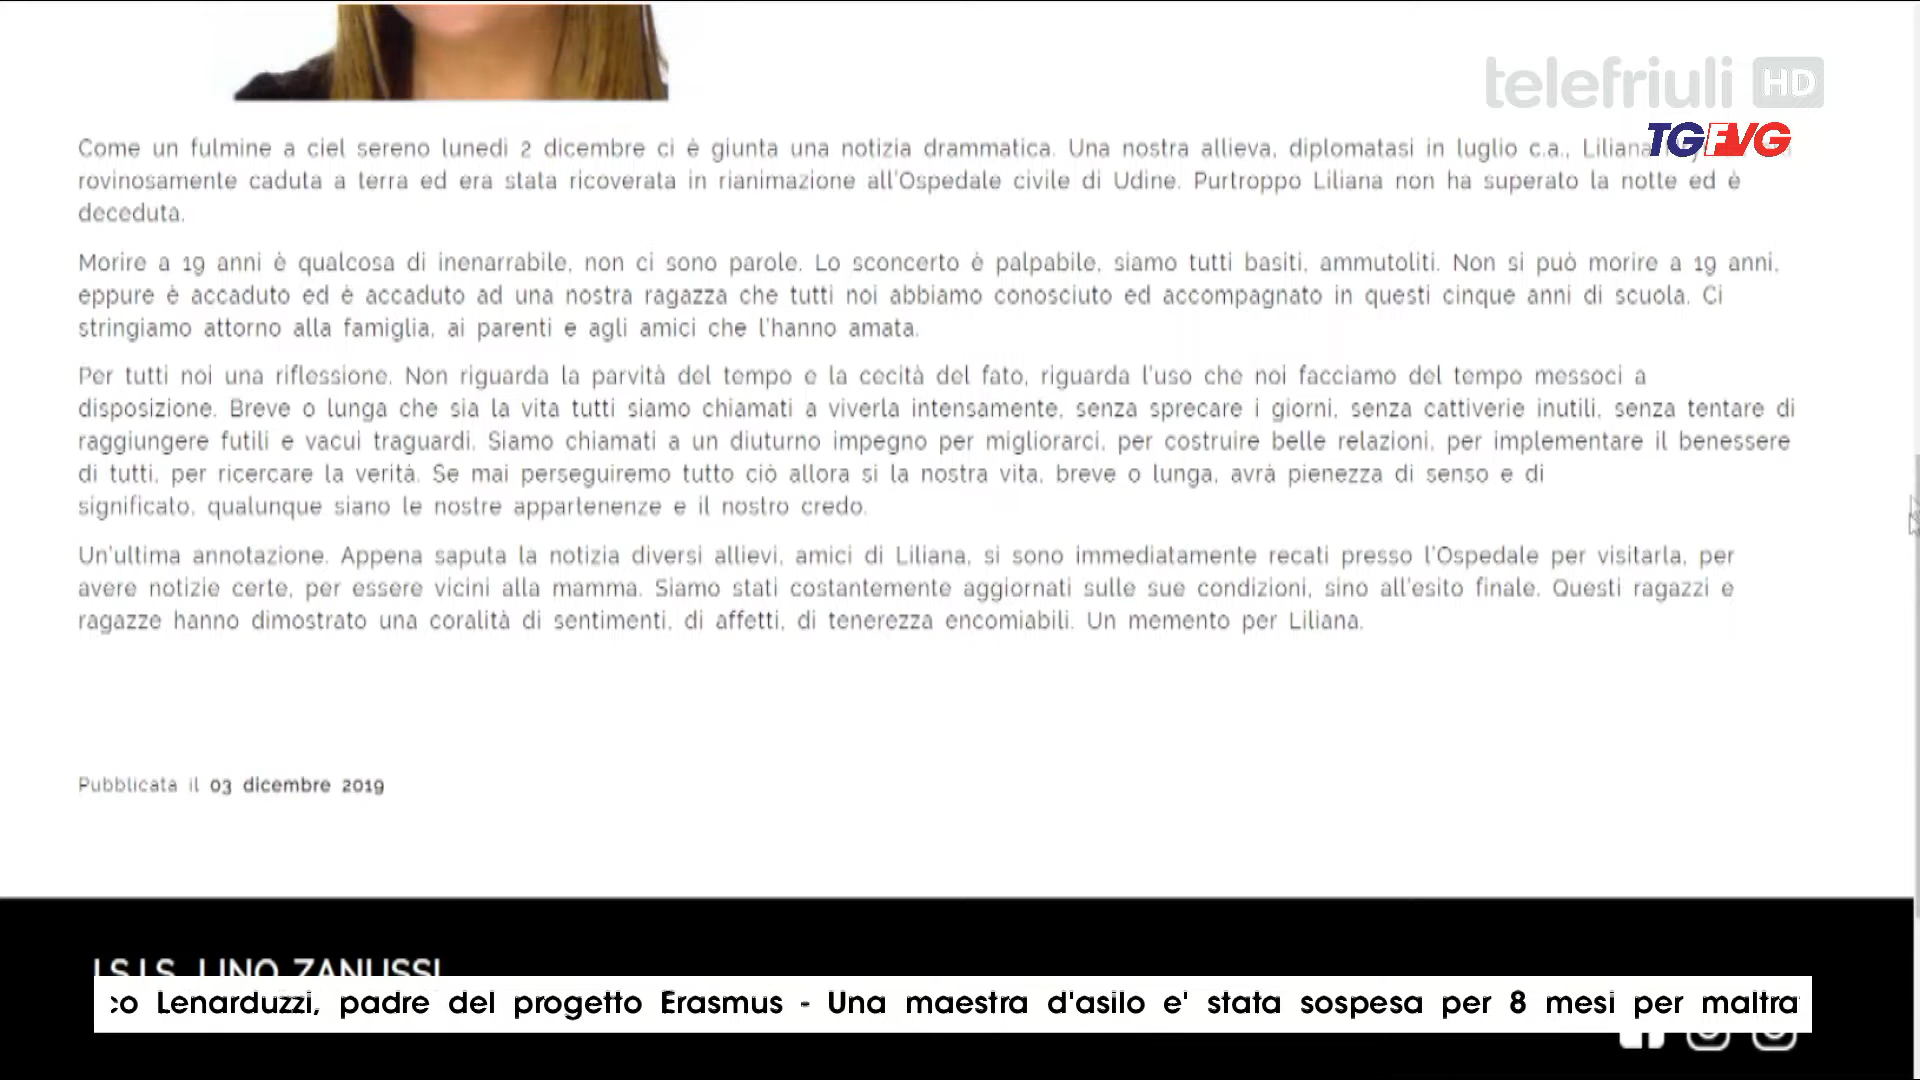 telefriuli HD
TGFVG
Come un fulmine a ciel sereno lunedì 2 dicembre ci è giunta una notizia drammatica. Una nostra allieva, diplomatasi in luglio c.a., Liliana
rovinosamente caduta a terra ed era stata ricoverata in rianimazione all'Ospedale civile di Udine. Purtroppo Liliana non ha superato la notte ed è
deceduta.
Morire a 19 anni è qualcosa di inenarrabile, non ci sono parole. Lo sconcerto è palpabile, siamo tutti basiti, ammutoliti. Non si può morire a 19 anni,
eppure è accaduto ed è accaduto ad una nostra ragazza che tutti noi abbiamo conosciuto ed accompagnato in questi cinque anni di scuola. Ci
stringiamo attorno alla famiglia, ai parenti e agli amici che l'hanno amata.
Per tutti noi una riflessione. Non riguarda la parvità del tempo e la cecità del fato, riguarda l'uso che noi facciamo del tempo messoci a
disposizione. Breve o lunga che sia la vita tutti siamo chiamati a viverla intensamente, senza sprecare i giorni, senza cattiverie inutili, senza tentare di
raggiungere futili e vacui traguardi. Siamo chiamati a un diuturno impegno per migliorarci, per costruire belle relazioni, per implementare il benessere
di tutti, per ricercare la verità. Se mai perseguiremo tutto ciò allora si la nostra vita, breve o lunga, avrà pienezza di senso e di
significato, qualunque siano le nostre appartenenze e il nostro credo.
Un'ultima annotazione. Appena saputa la notizia diversi allievi, amici di Liliana, si sono immediatamente recati presso l'Ospedale per visitarla, per
avere notizie certe, per essere vicini alla mamma. Siamo stati costantemente aggiornati sulle sue condizioni, sino all'esito finale. Questi ragazzi e
ragazze hanno dimostrato una coralità di sentimenti, di affetti, di tenerezza encomiabili. Un memento per Liliana.
Pubblicata il 03 dicembre 2019
I.S.I.S. LINO ZANUSSI
co Lenarduzzi, padre del progetto Erasmus - Una maestra d'asilo e' stata sospesa per 8 mesi per maltra